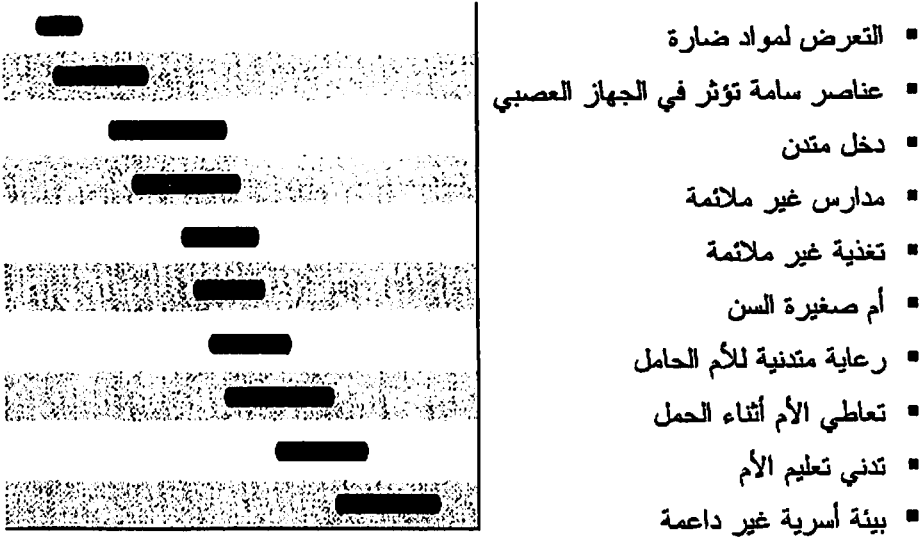 ▪ التعرض لمواد ضارة
▪ عناصر سامة تؤثر في الجهاز العصبي
▪ دخل متدن
▪ مدارس غير ملائمة
▪ تغذية غير ملائمة
▪ أم صغيرة السن
▪ رعاية متدنية للأم الحامل
▪ تعاطي الأم أثناء الحمل
▪ تدني تعليم الأم
▪ بيئة أسرية غير داعمة